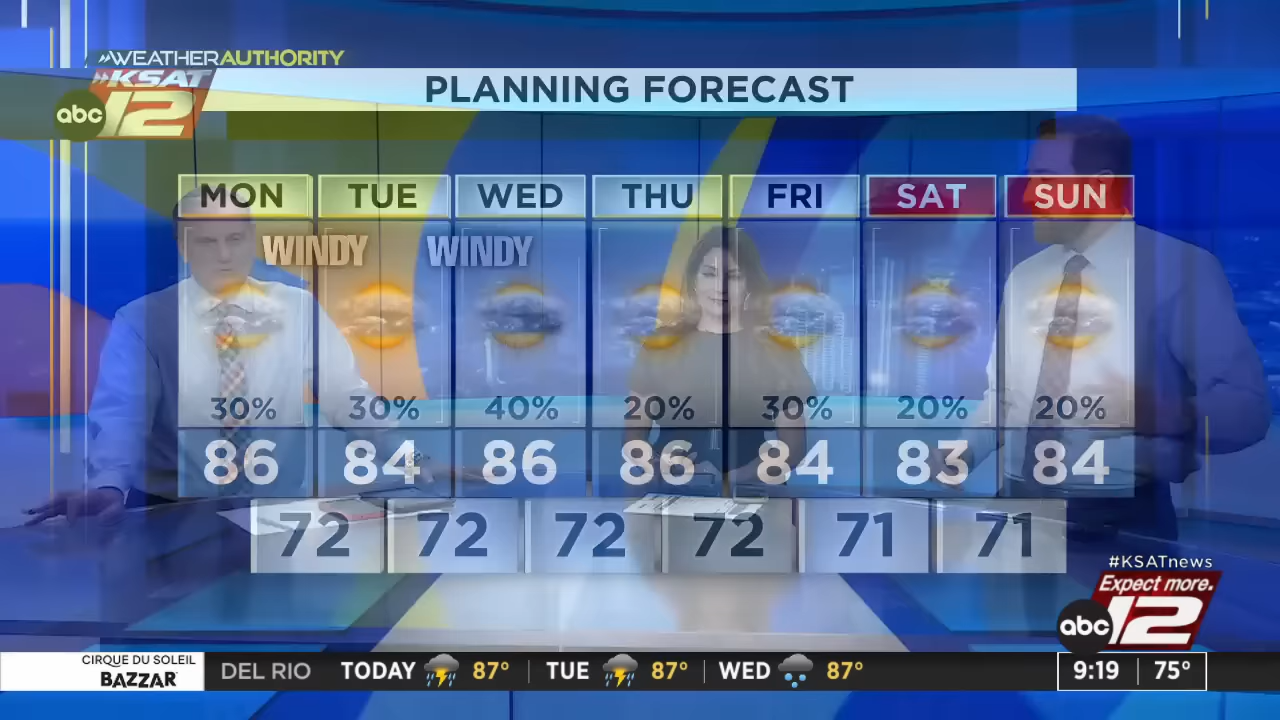 WEATHERAUTHORITY
KSAT
abc 12
PLANNING FORECAST
MON TUE WED THU FRI SAT SUN
WINDY WINDY
30% 30% 40% 20% 30% 20% 20%
86 84 86 86 84 83 84
72 72 72 72 71 71
#KSATnews
Expect more.
abc 12
CIRQUE DU SOLEIL
BAZZAR
DEL RIO TODAY 87° TUE 87° WED 87°
9:19 75°